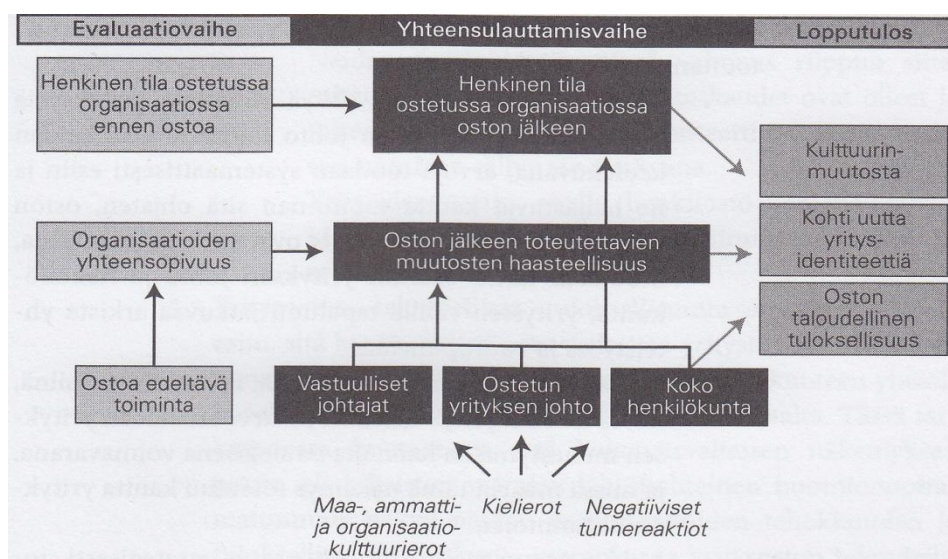 Evaluaatiovaihe
Yhteensulauttamisvaihe
Lopputulos
Henkinen tila ostetussa
organisaatiossa
ennen ostoa
Henkinen tila
ostetussa organisaatiossa
oston jälkeen
Kulttuurin-
muutosta
Organisaatioiden
yhteensopivuus
Oston jälkeen toteutettavien
muutosten haasteellisuus
Kohti uutta
yritys-
identiteettiä
Oston
taloudellinen
tuloksellisuus
Ostoa edeltävä
toiminta
Vastuulliset
johtajat
Ostetun
yrityksen johto
Koko
henkilökunta
Maa-, ammatti-
ja organisaatio-
kulttuurierot
Kielierot
Negatiiviset
tunnereaktiot